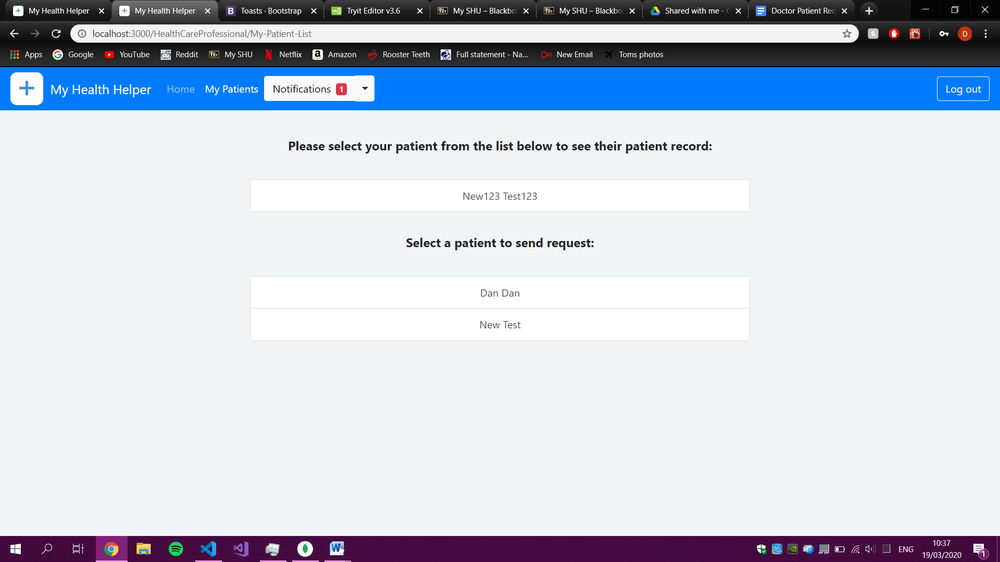 My Health Helper
My Health Helper
Toasts · Bootstrap
Tryit Editor v3.6
My SHU – Blackbo
My SHU – Blackbo
Shared with me -
Doctor Patient Req
localhost:3000/HealthCareProfessional/My-Patient-List
D
Apps
Google
YouTube
Reddit
My SHU
Netflix
Amazon
Rooster Teeth
Full statement - Na...
New Email
Toms photos
My Health Helper
Home
My Patients
Notifications 1
Log out
Please select your patient from the list below to see their patient record:
New123 Test123
Select a patient to send request:
Dan Dan
New Test
ENG
10:37
19/03/2020
1